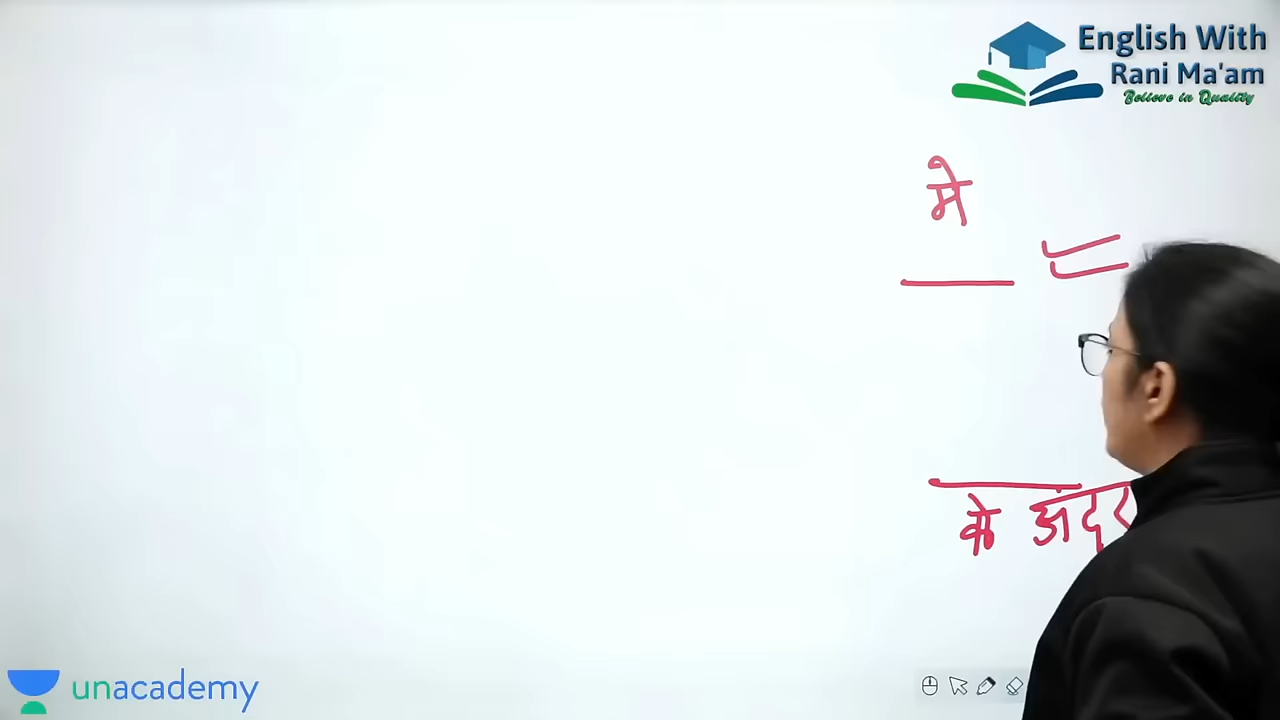 English With
Rani Ma'am
Believe in Quality
मे
के अंदर
unacademy